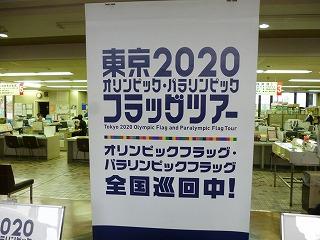 東京2020
オリンピック・パラリンピック
フラッグツアー
Tokyo 2020 Olympic Flag and Paralympic Flag Tour
オリンピックフラッグ・
パラリンピックフラッグ
全国巡回中!
2020